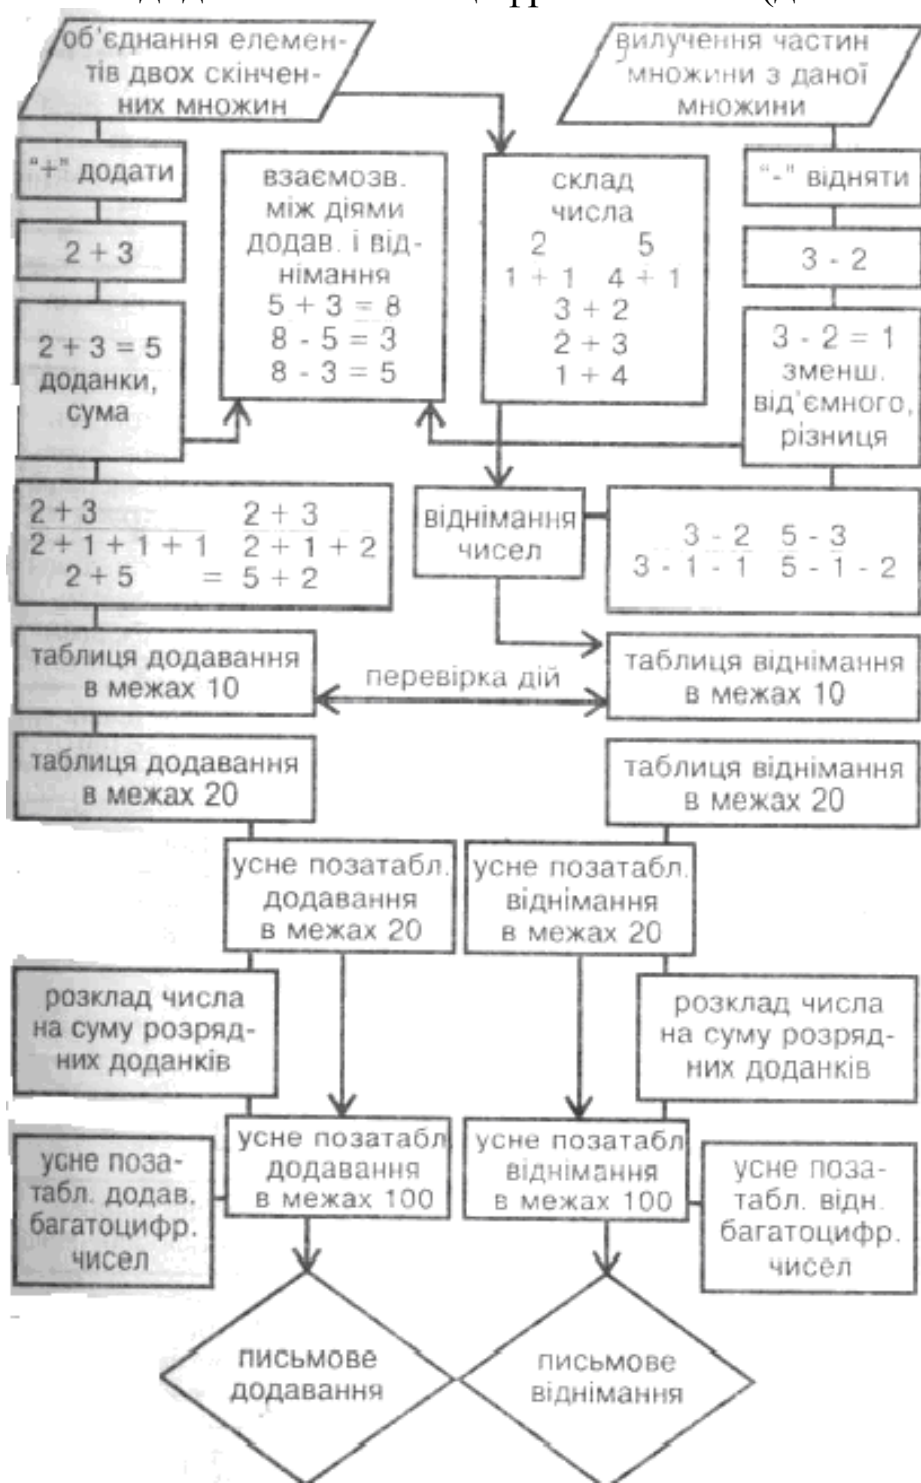 об'єднання елемен-
тів двох скінчен-
них множин
вилучення частин
множини з даної
множини
"+" додати
взаємозв.
між діями
додав. і від-
німання
5 + 3 = 8
8 - 5 = 3
8 - 3 = 5
склад
числа
2 5
1 + 1 4 + 1
3 + 2
2 + 3
1 + 4
"-" відняти
2 + 3
3 - 2
2 + 3 = 5
доданки,
сума
3 - 2 = 1
зменш.
від'ємного,
різниця
2 + 3 2 + 3
2 + 1 + 1 + 1 2 + 1 + 2
2 + 5 = 5 + 2
віднімання
чисел
3 - 2 5 - 3
3 - 1 - 1 5 - 1 - 2
таблиця додавання
в межах 10
перевірка дій
таблиця віднімання
в межах 10
таблиця додавання
в межах 20
таблиця віднімання
в межах 20
усне позатабл.
додавання
в межах 20
усне позатабл.
віднімання
в межах 20
розклад числа
на суму розряд-
них доданків
розклад числа
на суму розряд-
них доданків
усне поза-
табл. додав.
багатоцифр.
чисел
усне позатабл
додавання
в межах 100
усне позатабл
віднімання
в межах 100
усне поза-
табл. відн.
багатоцифр.
чисел
письмове
додавання
письмове
віднімання